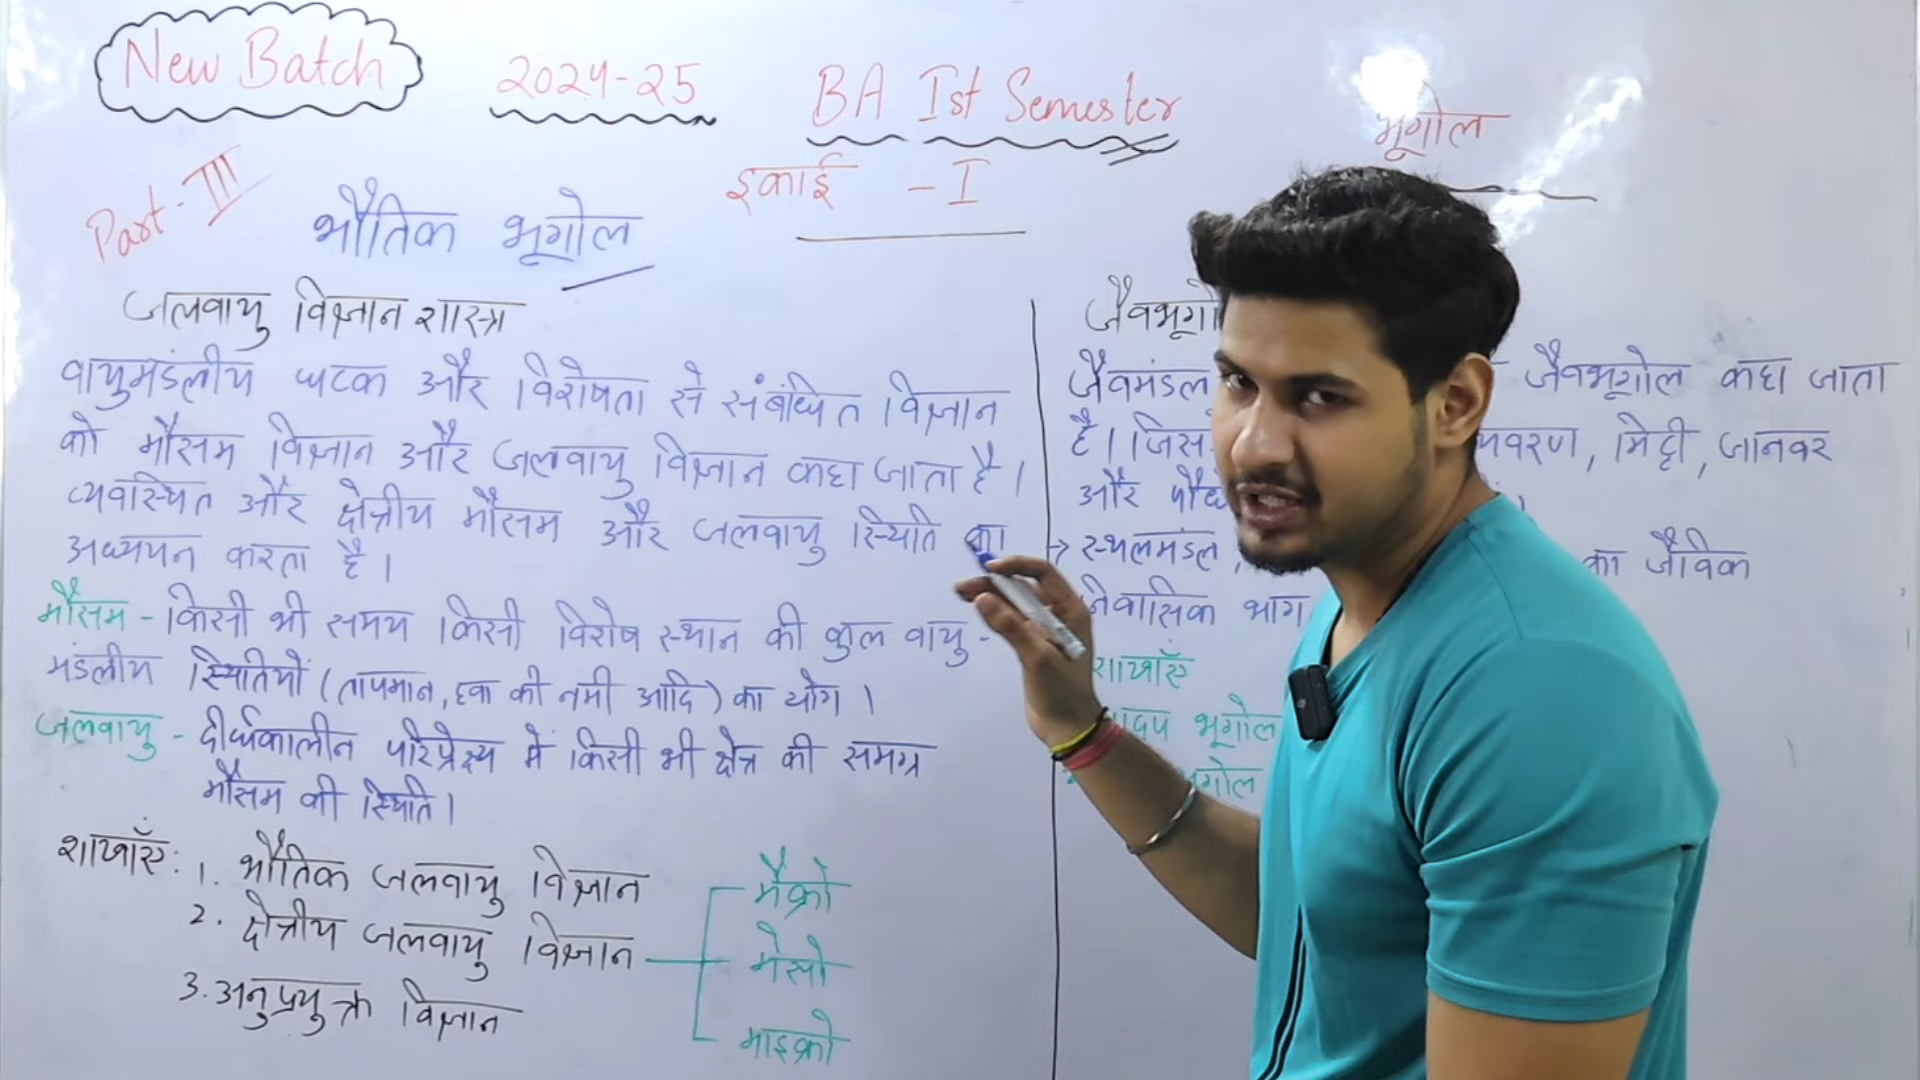 New Batch 2024-25 BA Ist Semester भूगोल
Part-III भौतिक भूगोल इकाई - I
जलवायु विज्ञान शास्त्र
वायुमंडलीय घटक और विशेषता से संबंधित विज्ञान
को मौसम विज्ञान और जलवायु विज्ञान कहा जाता है।
व्यवस्थित और क्षेत्रीय मौसम और जलवायु स्थिति का
अध्ययन करता है।
मौसम - किसी भी समय किसी विशेष स्थान की कुल वायु-
मंडलीय स्थितियों (तापमान, हवा की नमी आदि) का योग।
जलवायु - दीर्घकालीन परिप्रेक्ष्य में किसी भी क्षेत्र की समग्र
मौसम की स्थिति।
शाखाएँ: 1. भौतिक जलवायु विज्ञान
2. क्षेत्रीय जलवायु विज्ञान
3. अनुप्रयुक्त विज्ञान
मैक्रो
मेसो
माइक्रो
जैवभूगो
जैवमंडल जैवभूगोल कहा जाता
है। जिस यवरण, मिट्टी, जानवर
और पौध
→ स्थलमंडल, का जैविक
निवासिक भाग
शाखाएँ
पादप भूगोल
भूगोल